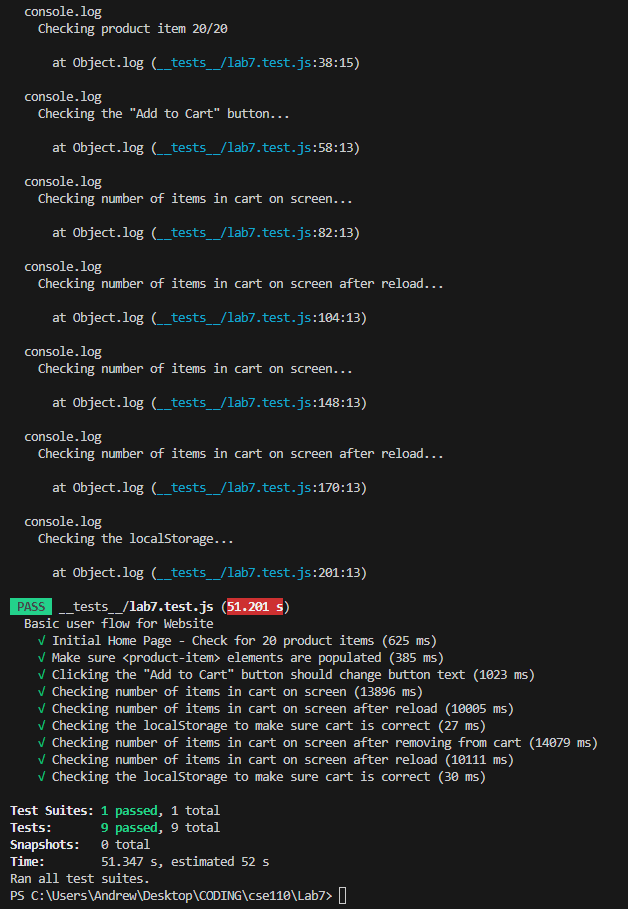 console.log
Checking product item 20/20
at Object.log (__tests__/lab7.test.js:38:15)
console.log
Checking the "Add to Cart" button...
at Object.log (__tests__/lab7.test.js:58:13)
console.log
Checking number of items in cart on screen...
at Object.log (__tests__/lab7.test.js:82:13)
console.log
Checking number of items in cart on screen after reload...
at Object.log (__tests__/lab7.test.js:104:13)
console.log
Checking number of items in cart on screen...
at Object.log (__tests__/lab7.test.js:148:13)
console.log
Checking number of items in cart on screen after reload...
at Object.log (__tests__/lab7.test.js:170:13)
console.log
Checking the localStorage...
at Object.log (__tests__/lab7.test.js:201:13)
PASS __tests__/lab7.test.js (51.201 s)
Basic user flow for Website
√ Initial Home Page - Check for 20 product items (625 ms)
√ Make sure <product-item> elements are populated (385 ms)
√ Clicking the "Add to Cart" button should change button text (1023 ms)
√ Checking number of items in cart on screen (13896 ms)
√ Checking number of items in cart on screen after reload (10005 ms)
√ Checking the localStorage to make sure cart is correct (27 ms)
√ Checking number of items in cart on screen after removing from cart (14079 ms)
√ Checking number of items in cart on screen after reload (10111 ms)
√ Checking the localStorage to make sure cart is correct (30 ms)
Test Suites: 1 passed, 1 total
Tests: 9 passed, 9 total
Snapshots: 0 total
Time: 51.347 s, estimated 52 s
Ran all test suites.
PS C:\Users\Andrew\Desktop\CODING\cse110\Lab7>